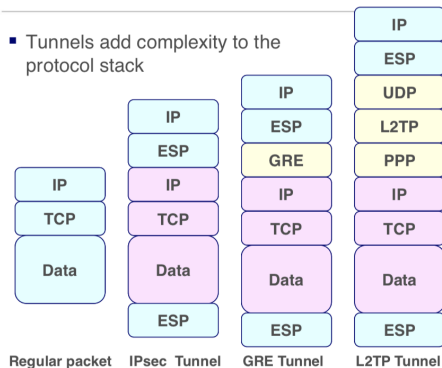 Tunnels add complexity to the
protocol stack
IP
TCP
Data
Regular packet
IP
ESP
IP
TCP
Data
ESP
IPsec Tunnel
IP
ESP
GRE
IP
TCP
Data
ESP
GRE Tunnel
IP
ESP
UDP
L2TP
PPP
IP
TCP
Data
ESP
L2TP Tunnel